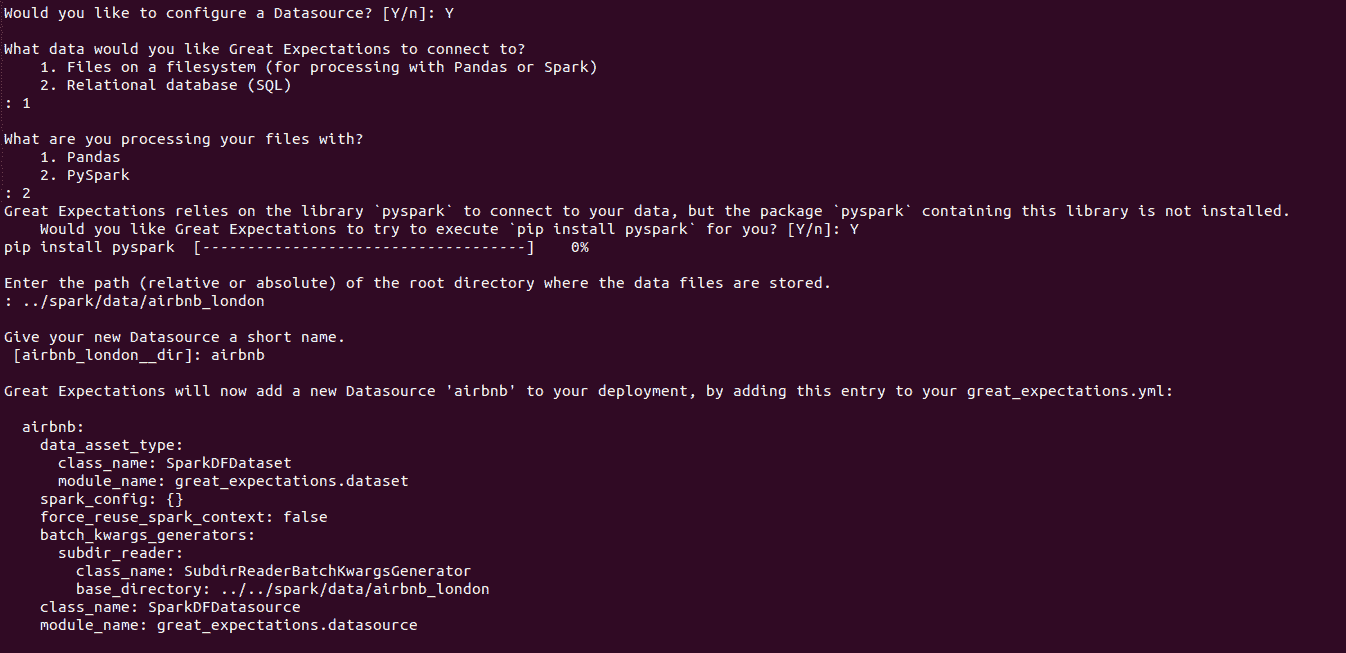 Would you like to configure a Datasource? [Y/n]: Y
What data would you like Great Expectations to connect to?
    1. Files on a filesystem (for processing with Pandas or Spark)
    2. Relational database (SQL)
: 1
What are you processing your files with?
    1. Pandas
    2. PySpark
: 2
Great Expectations relies on the library `pyspark` to connect to your data, but the package `pyspark` containing this library is not installed.
    Would you like Great Expectations to try to execute `pip install pyspark` for you? [Y/n]: Y
pip install pyspark  [------------------------------------]    0%
Enter the path (relative or absolute) of the root directory where the data files are stored.
: ../spark/data/airbnb_london
Give your new Datasource a short name.
 [airbnb_london__dir]: airbnb
Great Expectations will now add a new Datasource 'airbnb' to your deployment, by adding this entry to your great_expectations.yml:
  airbnb:
    data_asset_type:
      class_name: SparkDFDataset
      module_name: great_expectations.dataset
    spark_config: {}
    force_reuse_spark_context: false
    batch_kwargs_generators:
      subdir_reader:
        class_name: SubdirReaderBatchKwargsGenerator
        base_directory: ../../spark/data/airbnb_london
    class_name: SparkDFDatasource
    module_name: great_expectations.datasource